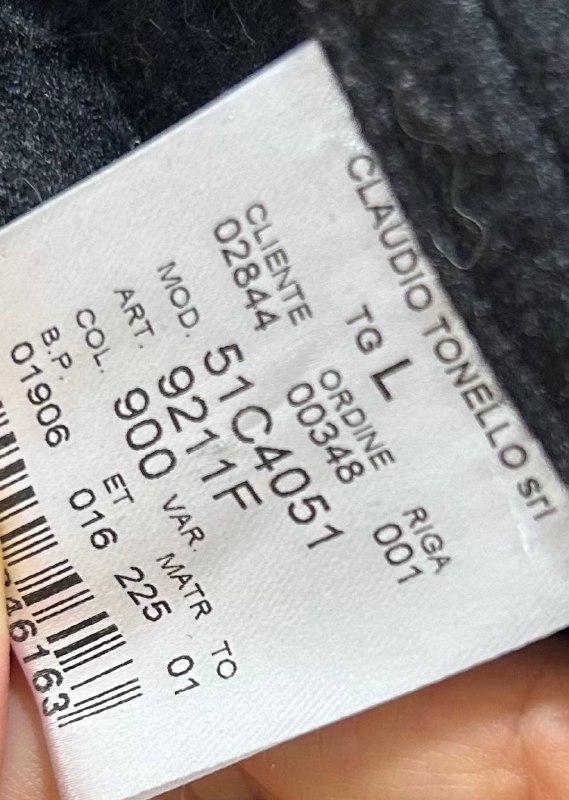 CLAUDIO TONELLO srl
TG L
CLIENTE ORDINE RIGA
02844 00348 001
MOD. 51C4051
ART. 9211F
COL. 900 VAR.
B.P. ET MATR TO
01906 016 225 01
46163